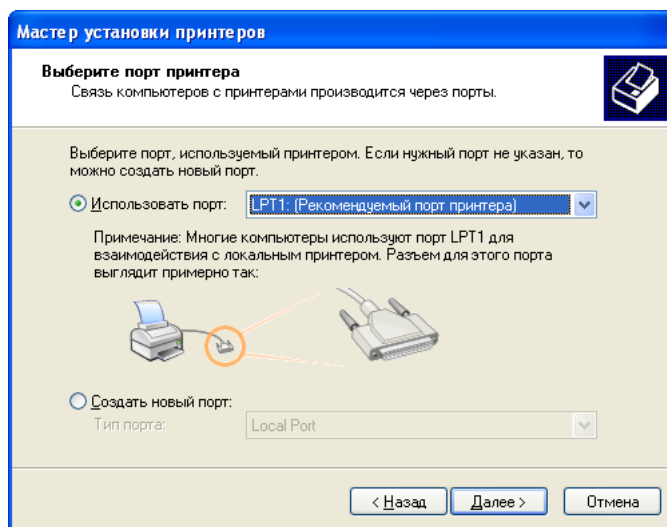 Мастер установки принтеров
Выберите порт принтера
Связь компьютеров с принтерами производится через порты.
Выберите порт, используемый принтером. Если нужный порт не указан, то
можно создать новый порт.
Использовать порт: LPT1: (Рекомендуемый порт принтера)
Примечание: Многие компьютеры используют порт LPT1 для
взаимодействия с локальным принтером. Разъем для этого порта
выглядит примерно так:
Создать новый порт:
Тип порта: Local Port
< Назад Далее > Отмена